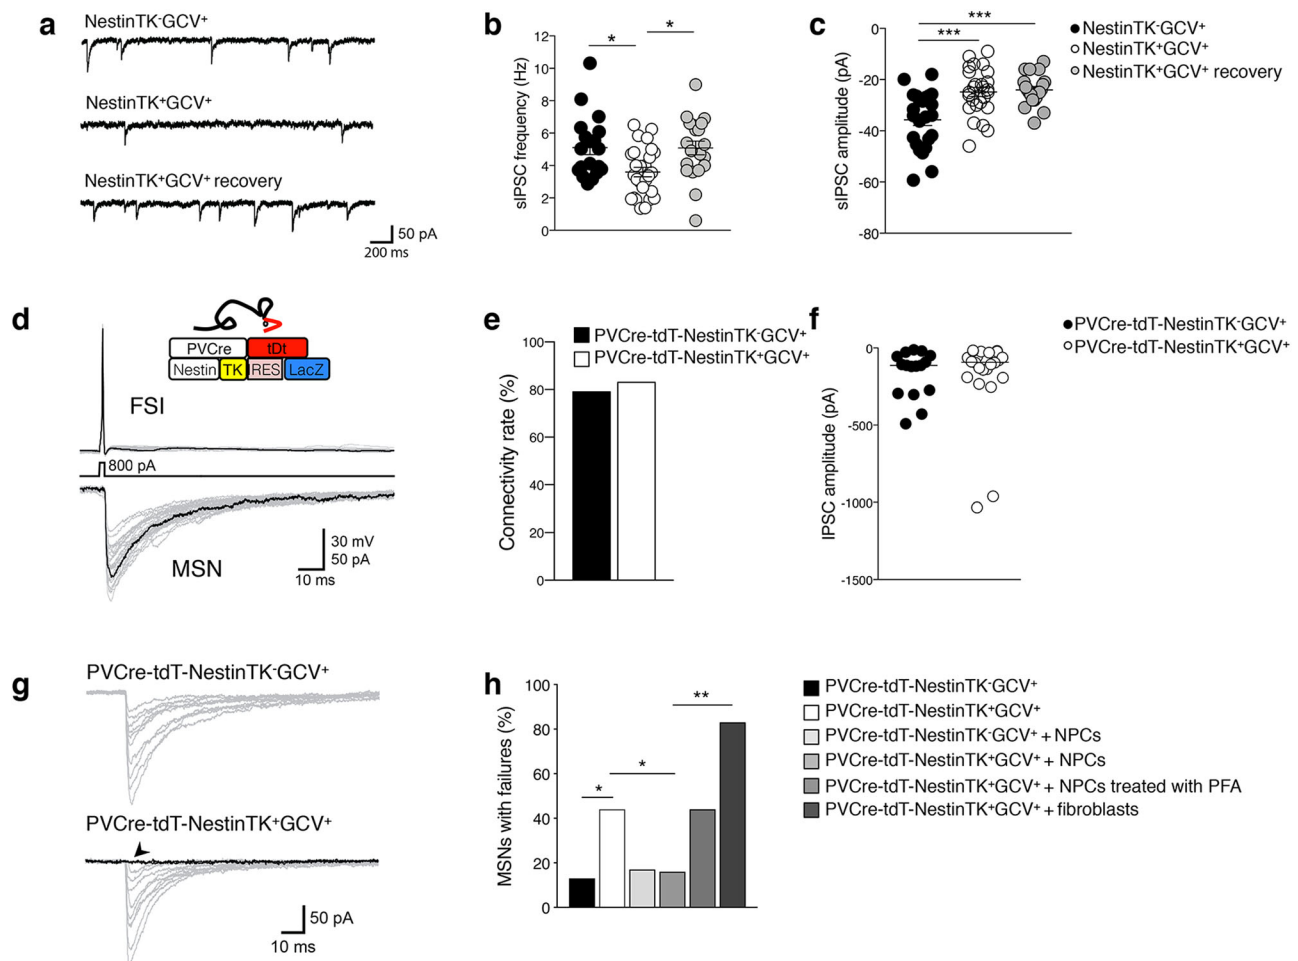 a
NestinTK⁻GCV⁺
NestinTK⁺GCV⁺
NestinTK⁺GCV⁺ recovery
50 pA
200 ms
b
sIPSC frequency (Hz)
12
10
8
6
4
2
0
*
*
c
sIPSC amplitude (pA)
0
-20
-40
-60
-80
***
***
NestinTK⁻GCV⁺
NestinTK⁺GCV⁺
NestinTK⁺GCV⁺ recovery
d
PVCre
tDt
Nestin
TK
IRES
LacZ
FSI
800 pA
MSN
30 mV
50 pA
10 ms
e
PVCre-tdT-NestinTK⁻GCV⁺
PVCre-tdT-NestinTK⁺GCV⁺
Connectivity rate (%)
100
80
60
40
20
0
f
IPSC amplitude (pA)
0
-500
-1000
-1500
PVCre-tdT-NestinTK⁻GCV⁺
PVCre-tdT-NestinTK⁺GCV⁺
g
PVCre-tdT-NestinTK⁻GCV⁺
PVCre-tdT-NestinTK⁺GCV⁺
50 pA
10 ms
h
MSNs with failures (%)
100
80
60
40
20
0
*
*
**
PVCre-tdT-NestinTK⁻GCV⁺
PVCre-tdT-NestinTK⁺GCV⁺
PVCre-tdT-NestinTK⁻GCV⁺ + NPCs
PVCre-tdT-NestinTK⁺GCV⁺ + NPCs
PVCre-tdT-NestinTK⁺GCV⁺ + NPCs treated with PFA
PVCre-tdT-NestinTK⁺GCV⁺ + fibroblasts